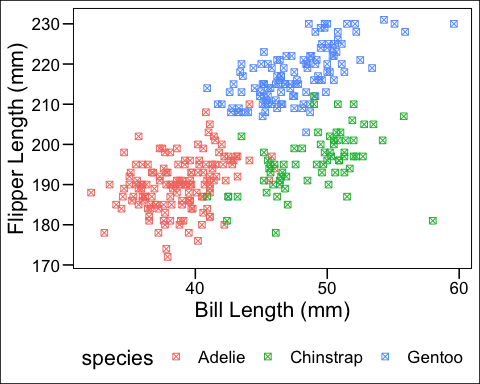 230
220
210
200
190
180
170
Flipper Length (mm)
40 50 60
Bill Length (mm)
species Adelie Chinstrap Gentoo